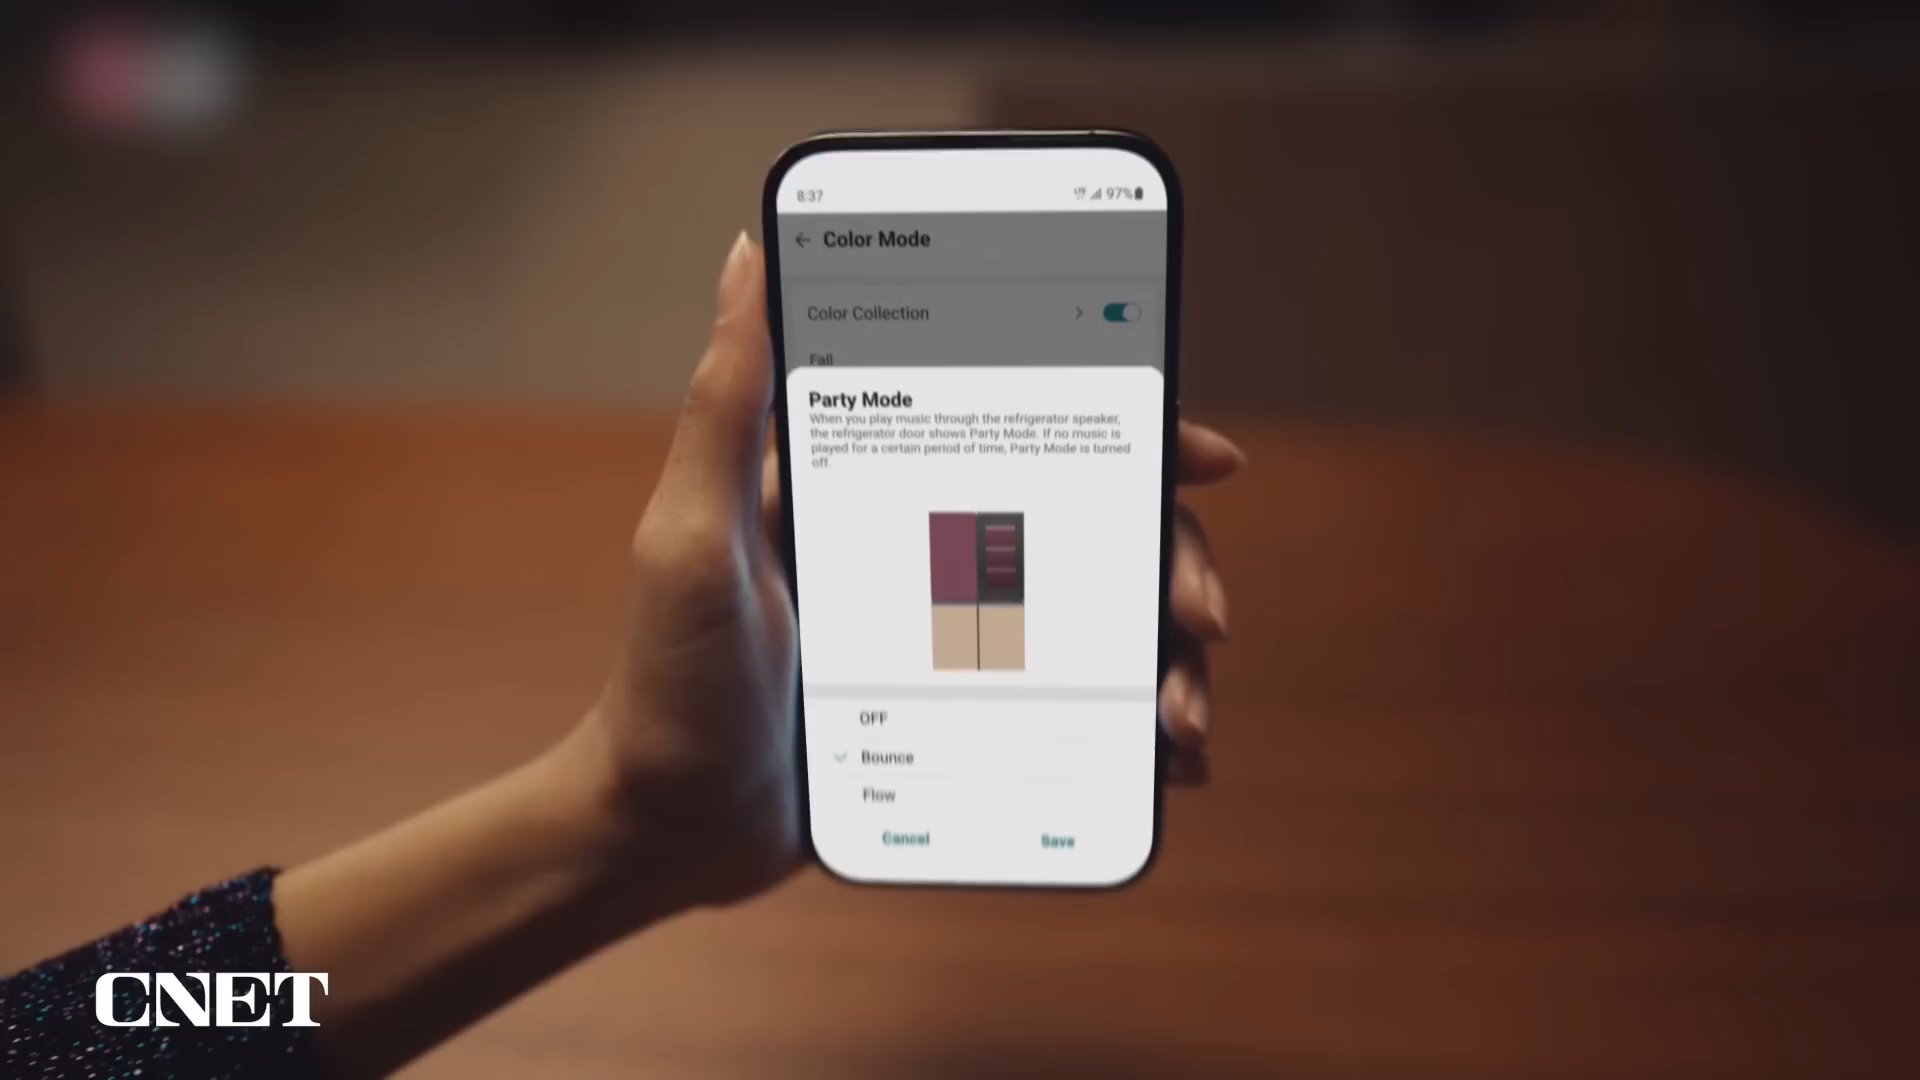 8:37
LTE 97%
Color Mode
Color Collection
Fall
Party Mode
When you play music through the refrigerator speaker,
the refrigerator door shows Party Mode. If no music is
played for a certain period of time, Party Mode is turned
off.
OFF
Bounce
Flow
Cancel Save
CNET